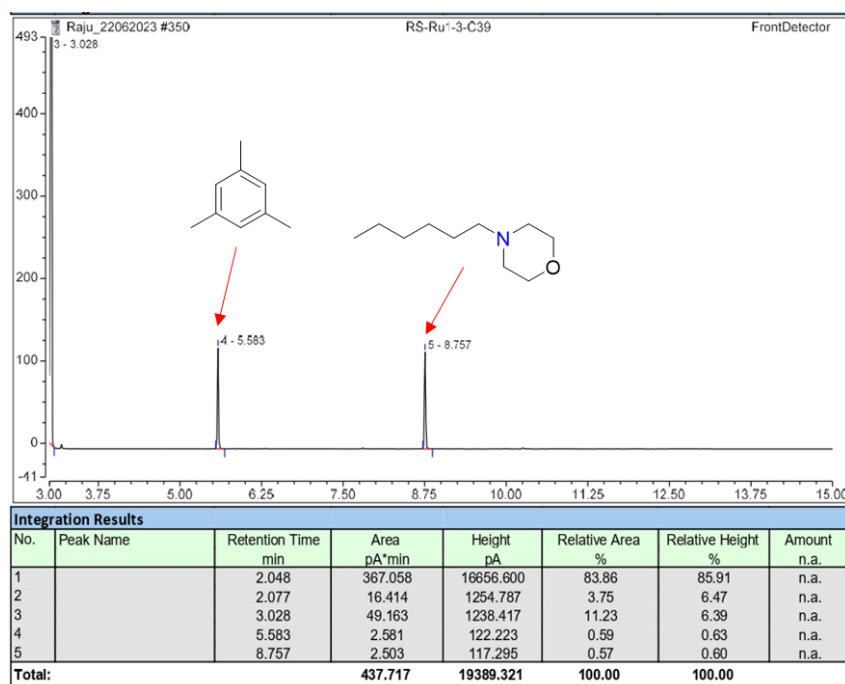 Raju_22062023 #350 RS-Ru1-3-C39 FrontDetector
493
3 - 3.028
400
300
200
100
0
-41
N
O
4 - 5.583
5 - 8.757
3.00 3.75 5.00 6.25 7.50 8.75 10.00 11.25 12.50 13.75 15.00
Integration Results
No. Peak Name Retention Time Area Height Relative Area Relative Height Amount
min pA*min pA % % n.a.
1 2.048 367.058 16656.600 83.86 85.91 n.a.
2 2.077 16.414 1254.787 3.75 6.47 n.a.
3 3.028 49.163 1238.417 11.23 6.39 n.a.
4 5.583 2.581 122.223 0.59 0.63 n.a.
5 8.757 2.503 117.295 0.57 0.60 n.a.
Total: 437.717 19389.321 100.00 100.00